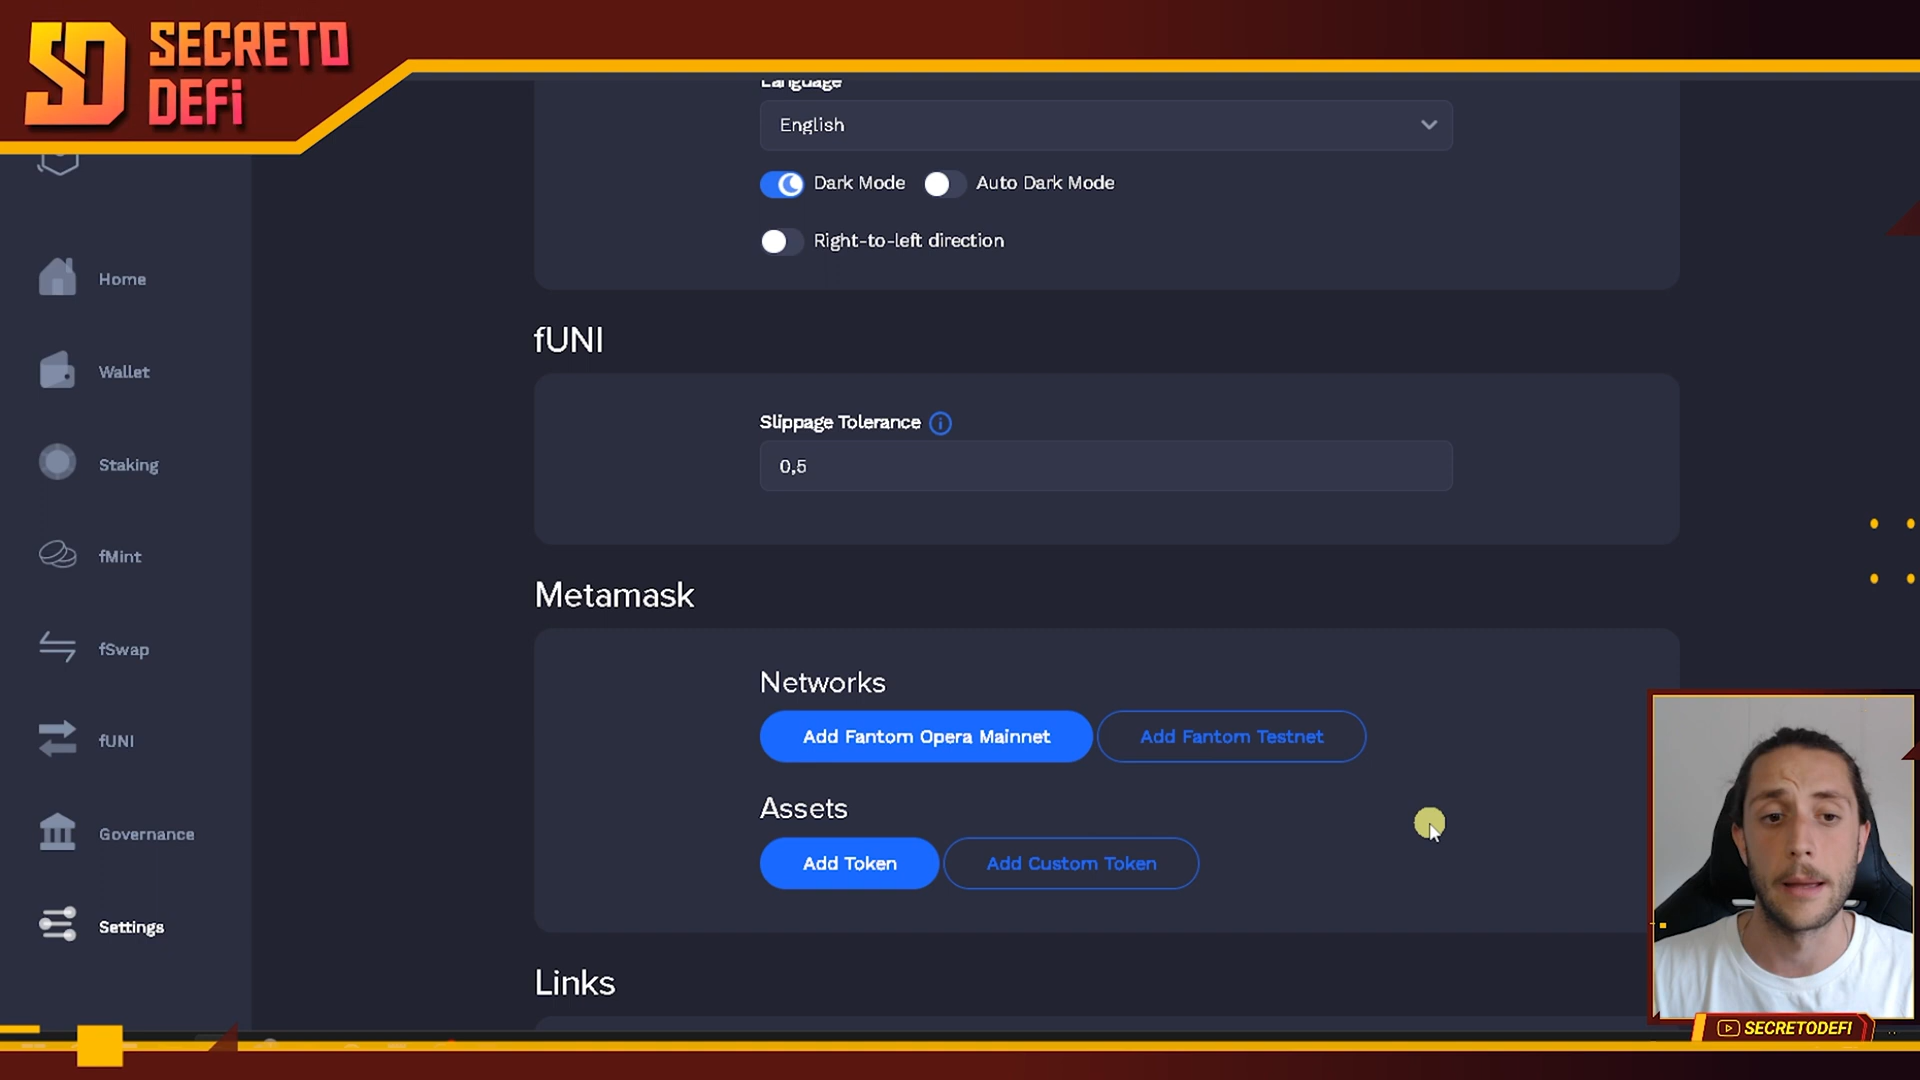 SECRETO
DEFi
Language
English
Dark Mode Auto Dark Mode
Right-to-left direction
Home
Wallet
Staking
fMint
fSwap
fUNI
Governance
Settings
fUNI
Slippage Tolerance
0,5
Metamask
Networks
Add Fantom Opera Mainnet Add Fantom Testnet
Assets
Add Token Add Custom Token
Links
SECRETODEFI